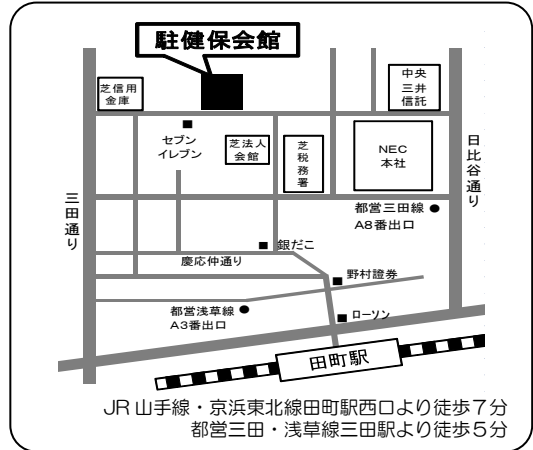 駐健保会館
芝信用
金庫
中央
三井
信託
セブン
イレブン
芝法人
会館
芝税務署
NEC
本社
日比谷通り
三田通り
都営三田線
A8番出口
銀だこ
慶応仲通り
野村證券
都営浅草線
A3番出口
ローソン
田町駅
JR山手線・京浜東北線田町駅西口より徒歩7分
都営三田・浅草線三田駅より徒歩5分